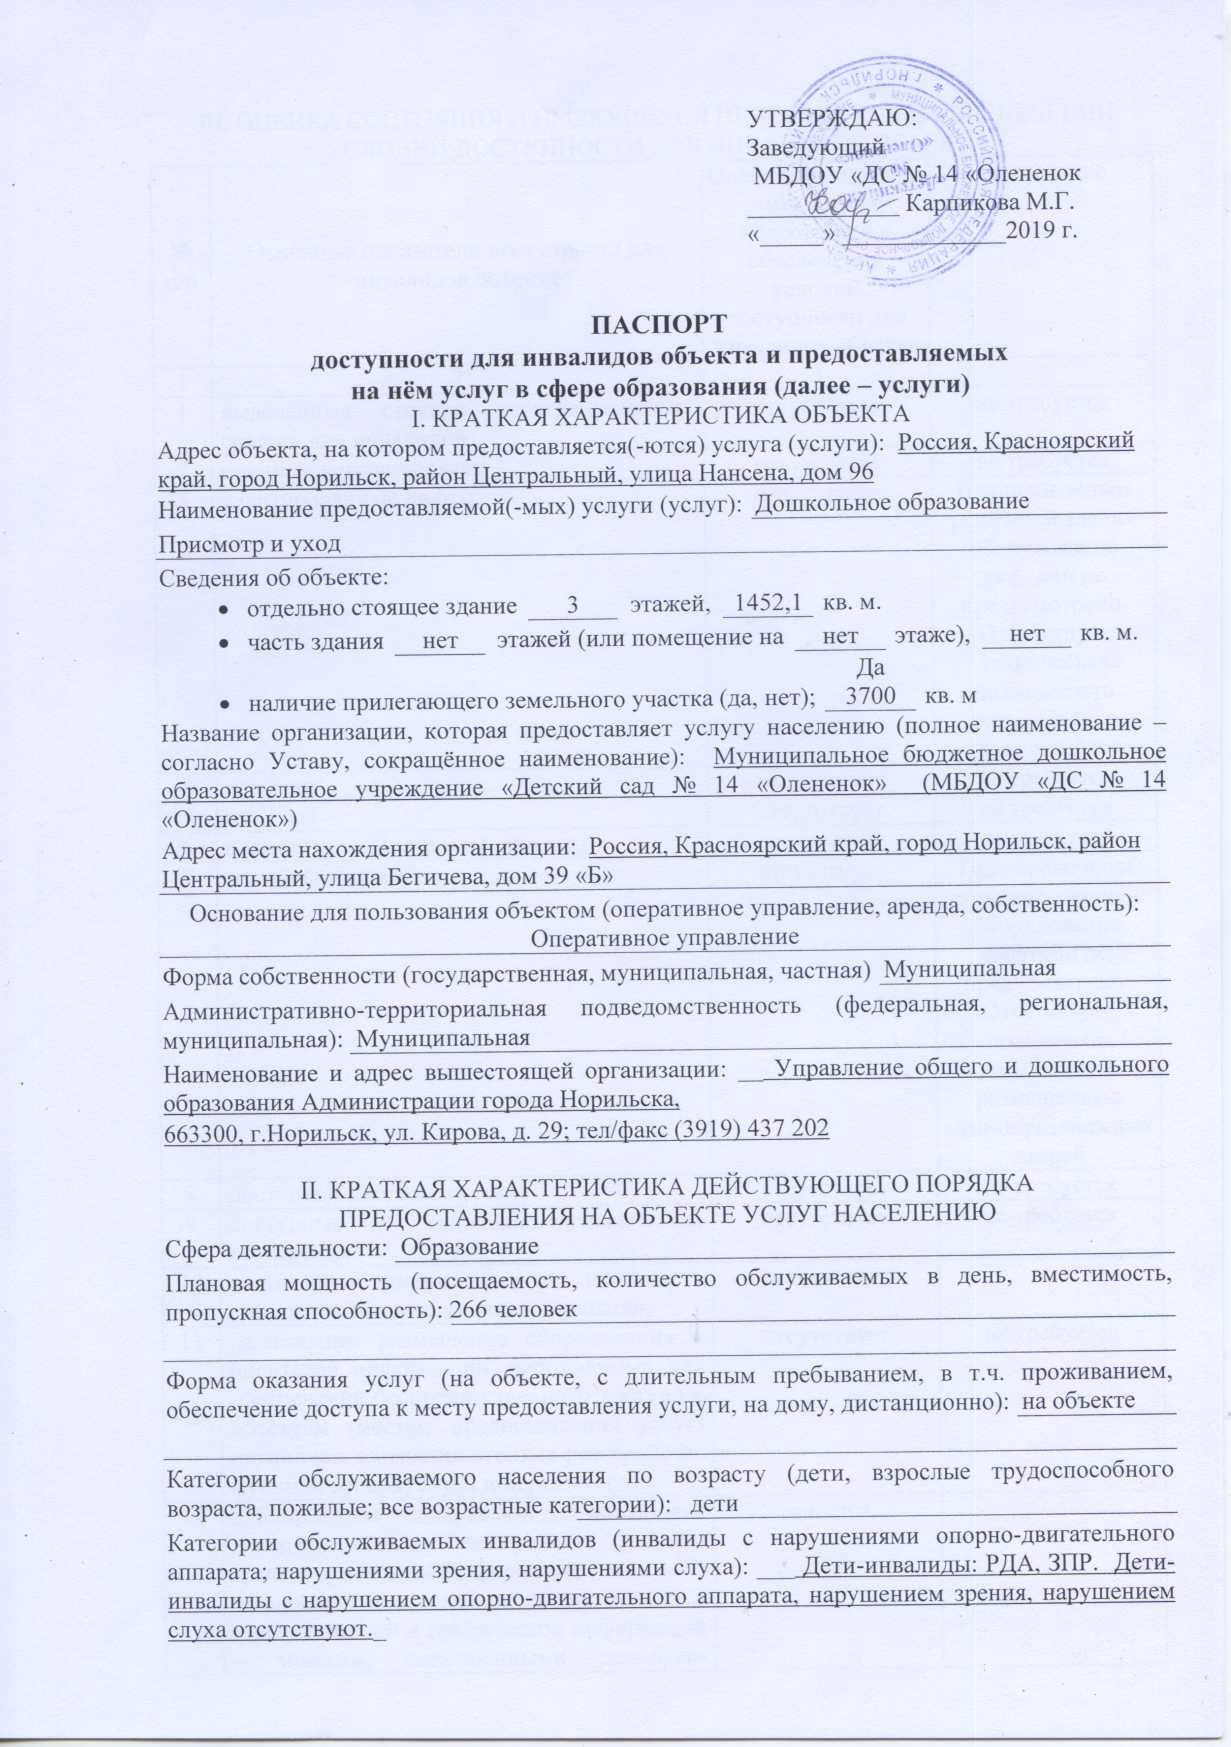 УТВЕРЖДАЮ:
Заведующий
МБДОУ «ДС № 14 «Олененок
____________ Карпикова М.Г.
«_____» _____________2019 г.
ПАСПОРТ
доступности для инвалидов объекта и предоставляемых
на нём услуг в сфере образования (далее – услуги)
I. КРАТКАЯ ХАРАКТЕРИСТИКА ОБЪЕКТА
Адрес объекта, на котором предоставляется(-ются) услуга (услуги): Россия, Красноярский
край, город Норильск, район Центральный, улица Нансена, дом 96
Наименование предоставляемой(-мых) услуги (услуг): Дошкольное образование
Присмотр и уход
Сведения об объекте:
• отдельно стоящее здание 3 этажей, 1452,1 кв. м.
• часть здания нет этажей (или помещение на нет этаже), нет кв. м.
Да
• наличие прилегающего земельного участка (да, нет); 3700 кв. м
Название организации, которая предоставляет услугу населению (полное наименование –
согласно Уставу, сокращённое наименование): Муниципальное бюджетное дошкольное
образовательное учреждение «Детский сад № 14 «Олененок» (МБДОУ «ДС № 14
«Олененок»)
Адрес места нахождения организации: Россия, Красноярский край, город Норильск, район
Центральный, улица Бегичева, дом 39 «Б»
Основание для пользования объектом (оперативное управление, аренда, собственность):
Оперативное управление
Форма собственности (государственная, муниципальная, частная) Муниципальная
Административно-территориальная подведомственность (федеральная, региональная,
муниципальная): Муниципальная
Наименование и адрес вышестоящей организации: __ Управление общего и дошкольного
образования Администрации города Норильска,
663300, г.Норильск, ул. Кирова, д. 29; тел/факс (3919) 437 202
II. КРАТКАЯ ХАРАКТЕРИСТИКА ДЕЙСТВУЮЩЕГО ПОРЯДКА
ПРЕДОСТАВЛЕНИЯ НА ОБЪЕКТЕ УСЛУГ НАСЕЛЕНИЮ
Сфера деятельности: Образование
Плановая мощность (посещаемость, количество обслуживаемых в день, вместимость,
пропускная способность): 266 человек
Форма оказания услуг (на объекте, с длительным пребыванием, в т.ч. проживанием,
обеспечение доступа к месту предоставления услуги, на дому, дистанционно): на объекте
Категории обслуживаемого населения по возрасту (дети, взрослые трудоспособного
возраста, пожилые; все возрастные категории): дети
Категории обслуживаемых инвалидов (инвалиды с нарушениями опорно-двигательного
аппарата; нарушениями зрения, нарушениями слуха): ___ Дети-инвалиды: РДА, ЗПР. Дети-
инвалиды с нарушением опорно-двигательного аппарата, нарушением зрения, нарушением
слуха отсутствуют._